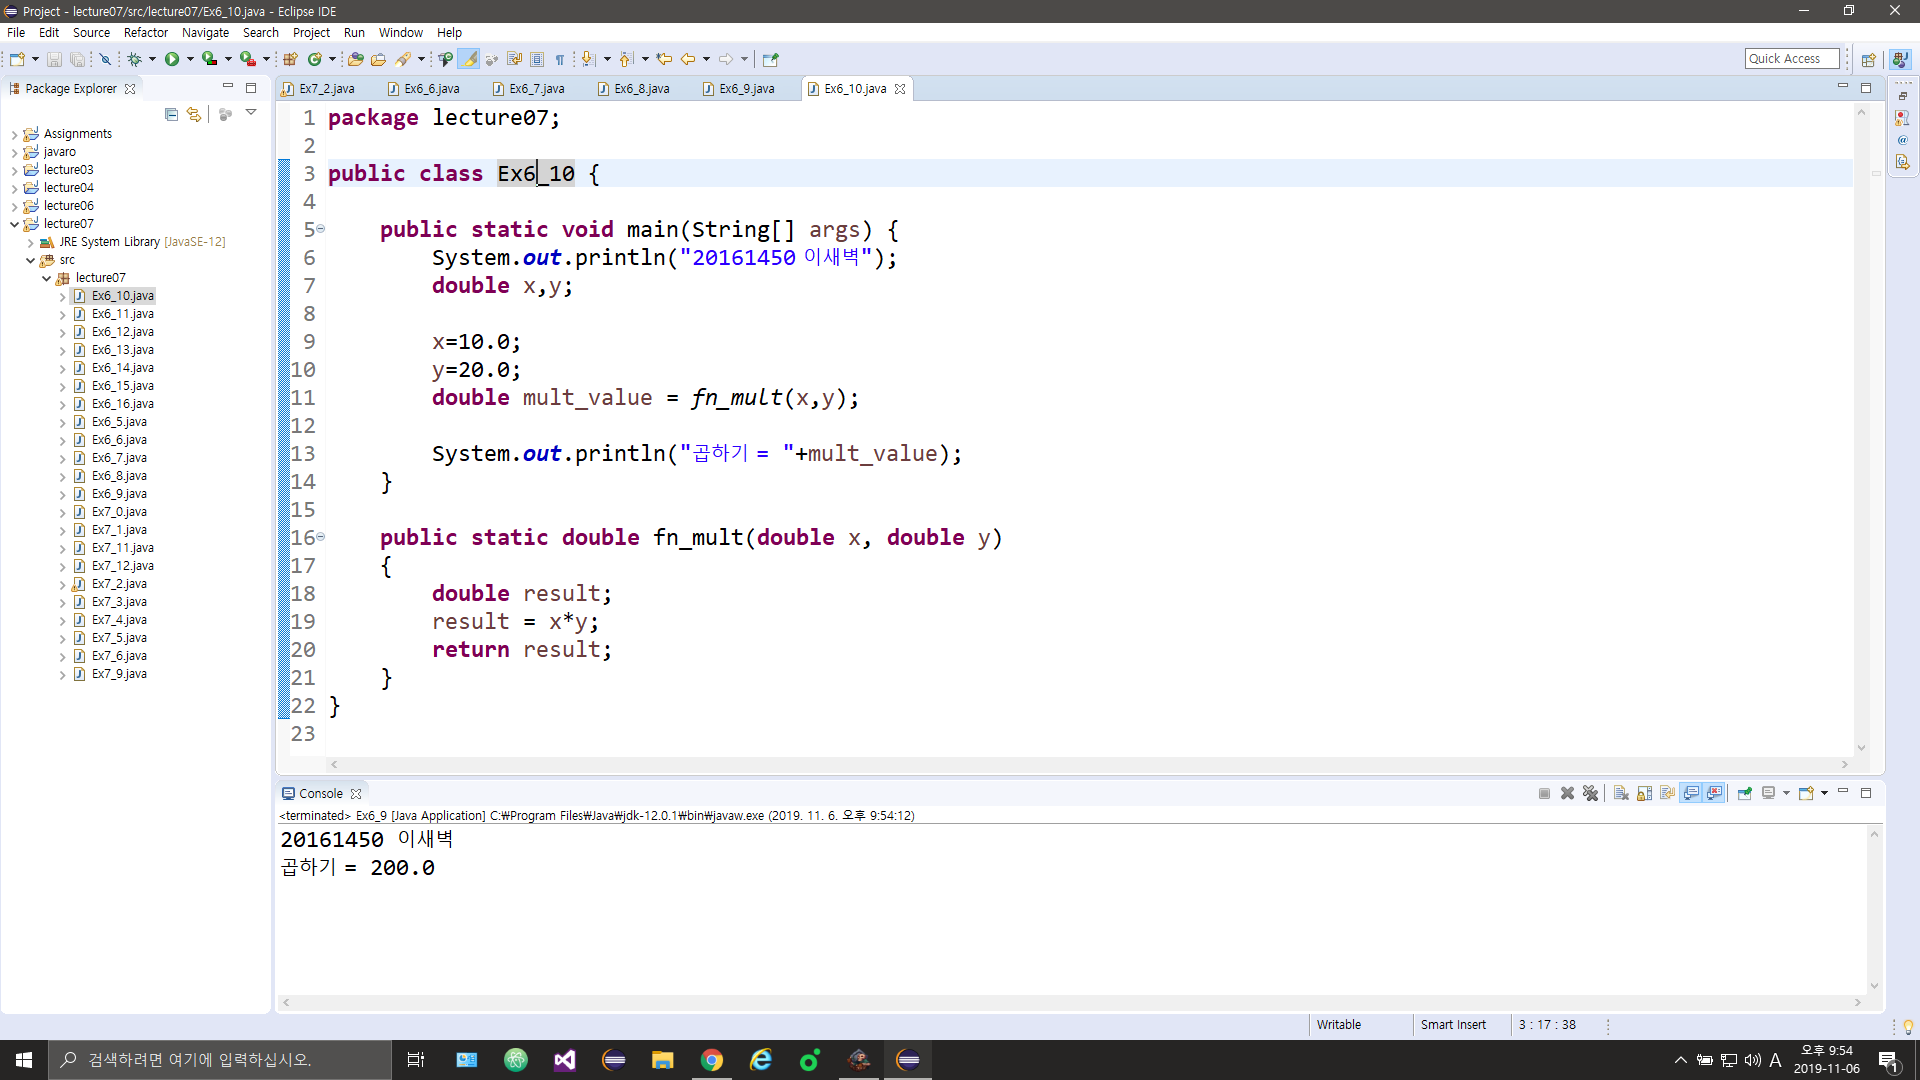 Project - lecture07/src/lecture07/Ex6_10.java - Eclipse IDE
File Edit Source Refactor Navigate Search Project Run Window Help
Quick Access
Package Explorer
Assignments
javaro
lecture03
lecture04
lecture06
lecture07
JRE System Library [JavaSE-12]
src
lecture07
Ex6_10.java
Ex6_11.java
Ex6_12.java
Ex6_13.java
Ex6_14.java
Ex6_15.java
Ex6_16.java
Ex6_5.java
Ex6_6.java
Ex6_7.java
Ex6_8.java
Ex6_9.java
Ex7_0.java
Ex7_1.java
Ex7_11.java
Ex7_12.java
Ex7_2.java
Ex7_3.java
Ex7_4.java
Ex7_5.java
Ex7_6.java
Ex7_9.java
Ex7_2.java Ex6_6.java Ex6_7.java Ex6_8.java Ex6_9.java Ex6_10.java
1 package lecture07;
2
3 public class Ex6_10 {
4
5 public static void main(String[] args) {
6 System.out.println("20161450 이새벽");
7 double x,y;
8
9 x=10.0;
10 y=20.0;
11 double mult_value = fn_mult(x,y);
12
13 System.out.println("곱하기 = "+mult_value);
14 }
15
16 public static double fn_mult(double x, double y)
17 {
18 double result;
19 result = x*y;
20 return result;
21 }
22 }
23
Console
<terminated> Ex6_9 [Java Application] C:₩Program Files₩Java₩jdk-12.0.1₩bin₩javaw.exe (2019. 11. 6. 오후 9:54:12)
20161450 이새벽
곱하기 = 200.0
Writable Smart Insert 3 : 17 : 38
검색하려면 여기에 입력하십시오.
A
오후 9:54
2019-11-06
1